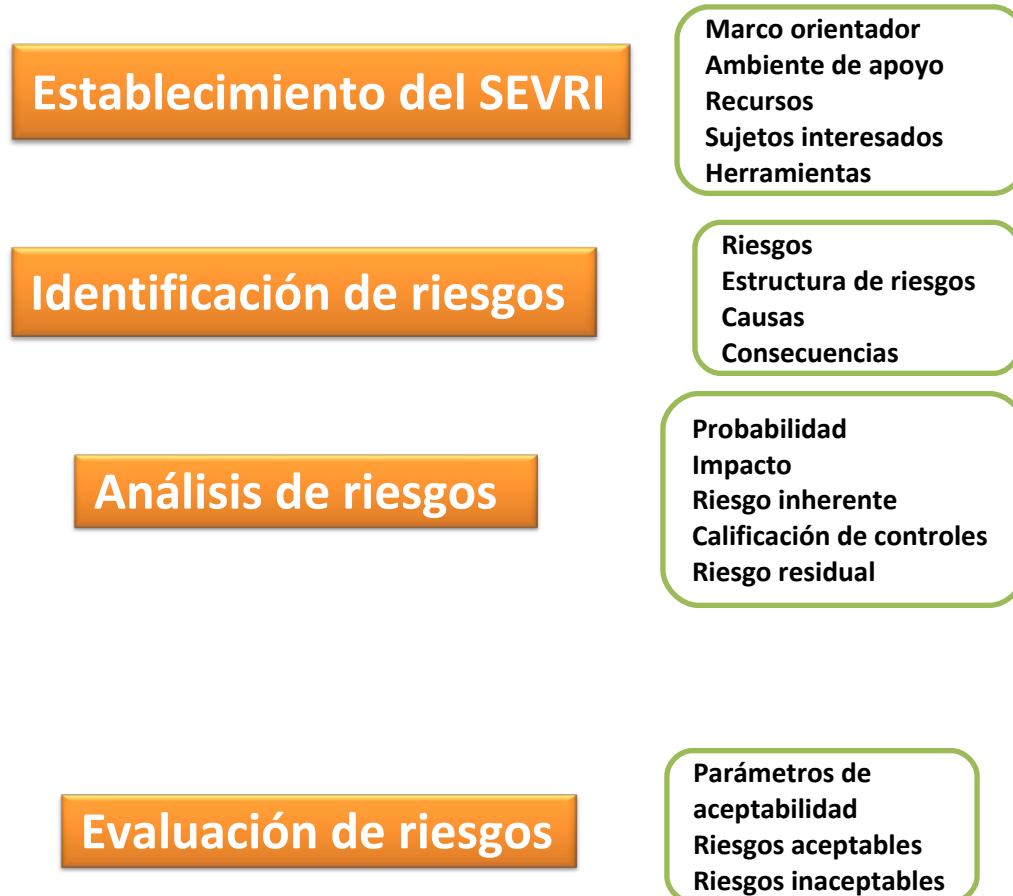 Establecimiento del SEVRI
Marco orientador
Ambiente de apoyo
Recursos
Sujetos interesados
Herramientas
Identificación de riesgos
Riesgos
Estructura de riesgos
Causas
Consecuencias
Análisis de riesgos
Probabilidad
Impacto
Riesgo inherente
Calificación de controles
Riesgo residual
Evaluación de riesgos
Parámetros de
aceptabilidad
Riesgos aceptables
Riesgos inaceptables